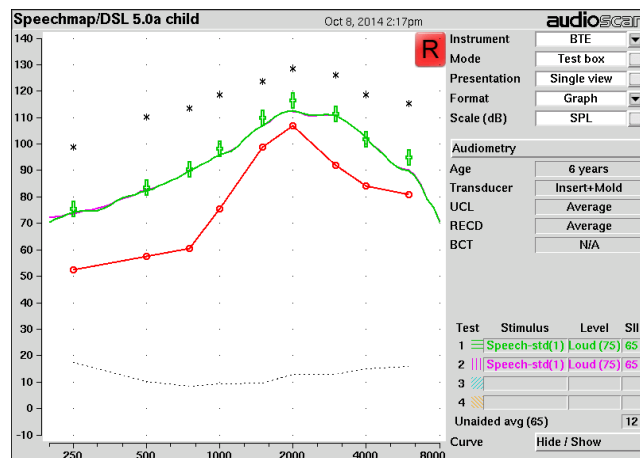 Speechmap/DSL 5.0a child Oct 8, 2014 2:17pm audioscan
R
Instrument BTE
Mode Test box
Presentation Single view
Format Graph
Scale (dB) SPL
Audiometry
Age 6 years
Transducer Insert+Mold
UCL Average
RECD Average
BCT N/A
Test Stimulus Level SII
1 Speech-std(1) Loud (75) 65
2 Speech-std(1) Loud (75) 65
3
4
Unaided avg (65) 12
Curve Hide / Show
140
130
120
110
100
90
80
70
60
50
40
30
20
10
0
-10
250 500 1000 2000 4000 8000